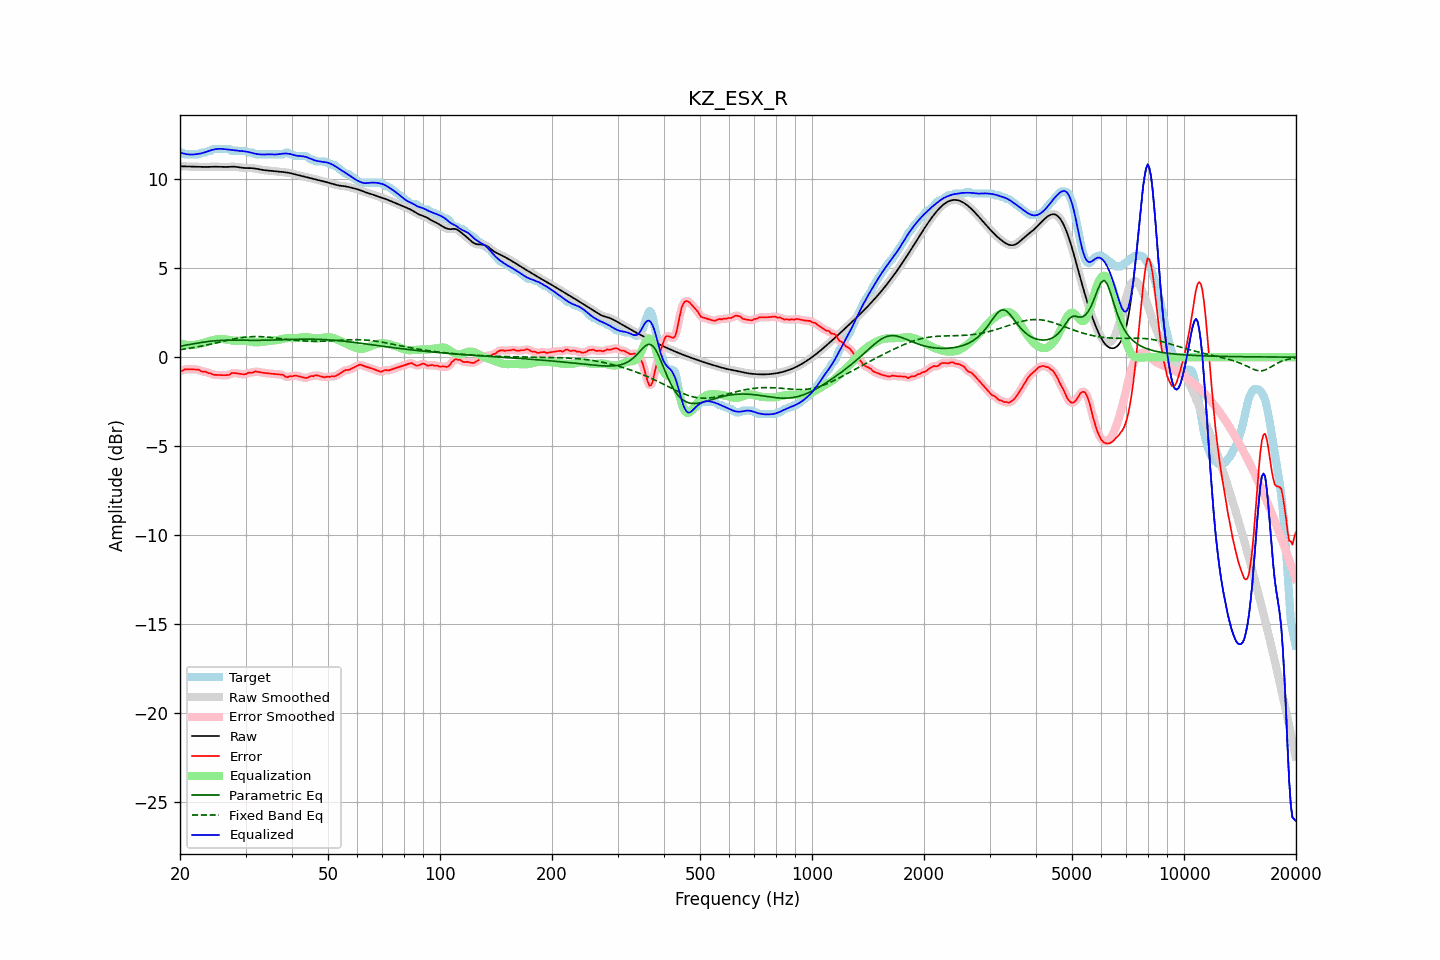 KZ_ESX_R
Amplitude (dBr)
10
5
0
−5
−10
−15
−20
−25
Target
Raw Smoothed
Error Smoothed
Raw
Error
Equalization
Parametric Eq
Fixed Band Eq
Equalized
20 50 100 200 500 1000 2000 5000 10000 20000
Frequency (Hz)